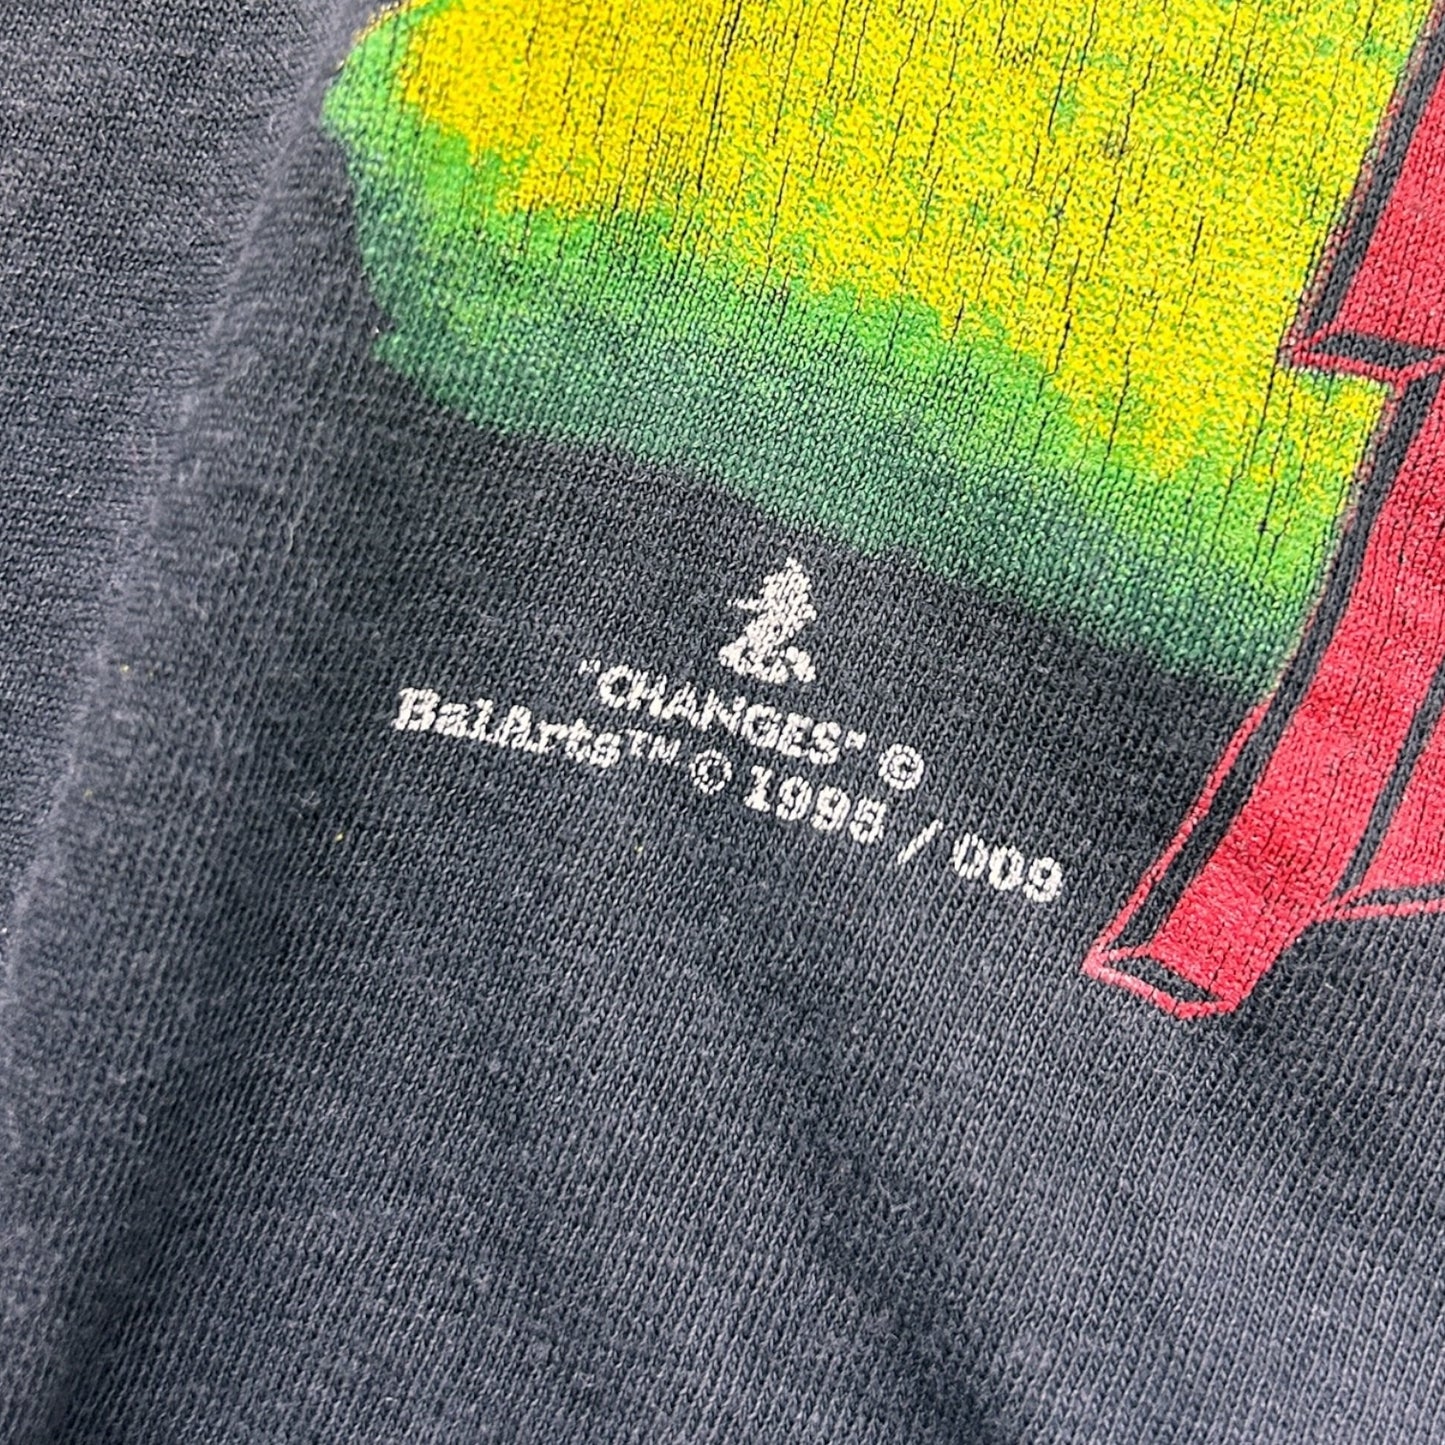 "CHANGES" ©
BalArts™ © 1995 / 009